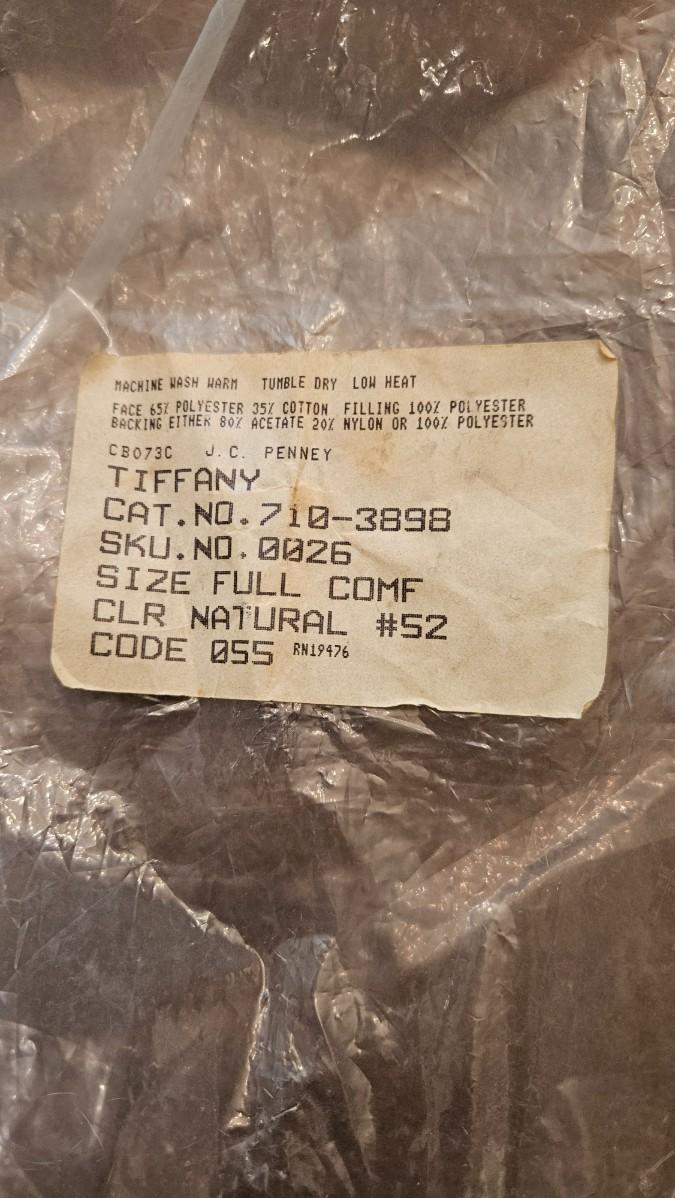 MACHINE WASH WARM TUMBLE DRY LOW HEAT
FACE 65% POLYESTER 35% COTTON FILLING 100% POLYESTER
BACKING EITHER 80% ACETATE 20% NYLON OR 100% POLYESTER
CB073C J.C. PENNEY
TIFFANY
CAT.NO.710-3898
SKU.NO.0026
SIZE FULL COMF
CLR NATURAL #52
CODE 055 RN19476